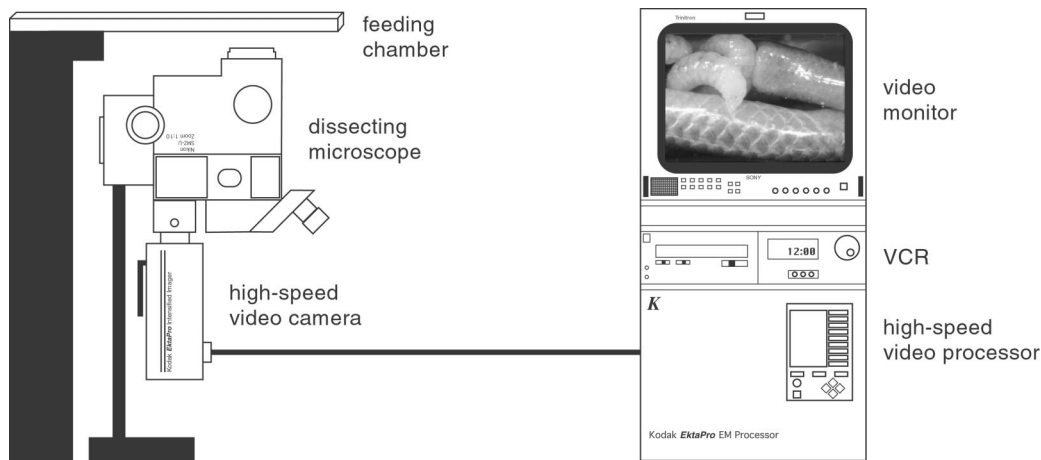 feeding
chamber
dissecting
microscope
Nikon
SMZ-U
Zoom 1:10
high-speed
video camera
Kodak EktaPro Intensified Imager
Trinitron
SONY
video
monitor
12:00
VCR
K
high-speed
video processor
Kodak EktaPro EM Processor